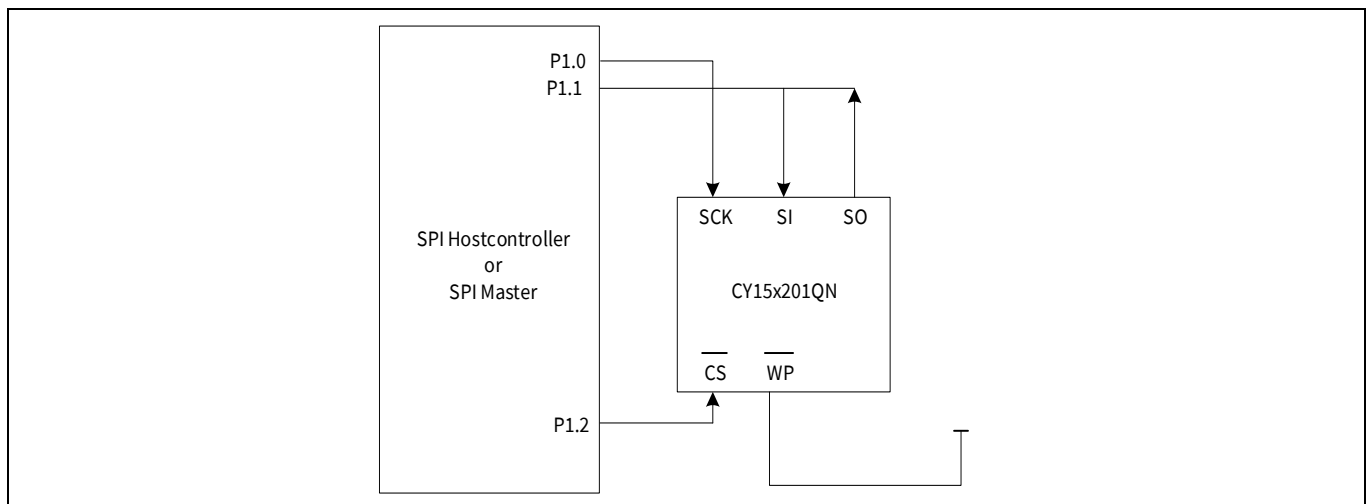 P1.0
P1.1
SCK SI SO
SPI Hostcontroller
or
SPI Master
CY15x201QN
CS WP
P1.2